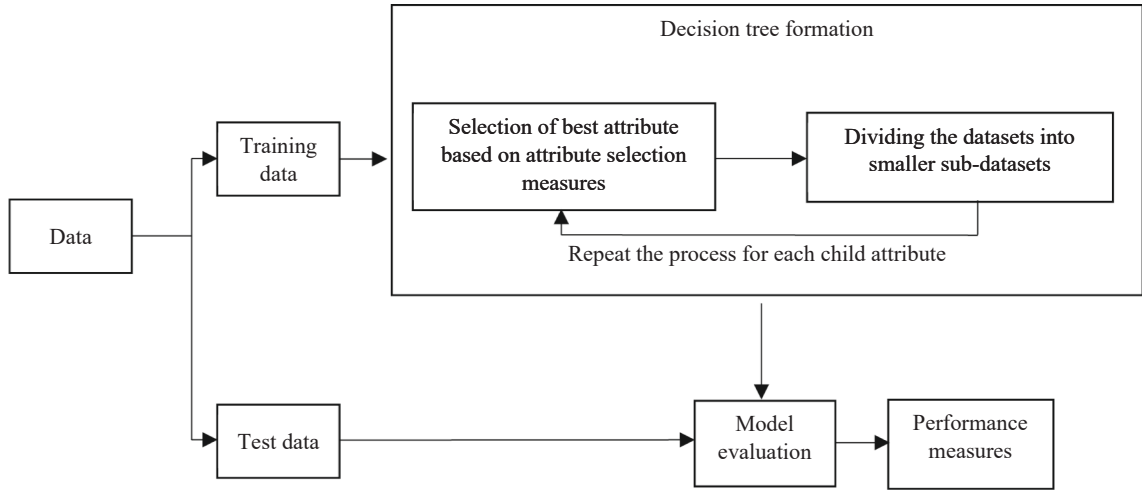 Decision tree formation
Selection of best attribute
based on attribute selection
measures
Dividing the datasets into
smaller sub-datasets
Training
data
Data
Repeat the process for each child attribute
Test data
Model
evaluation
Performance
measures